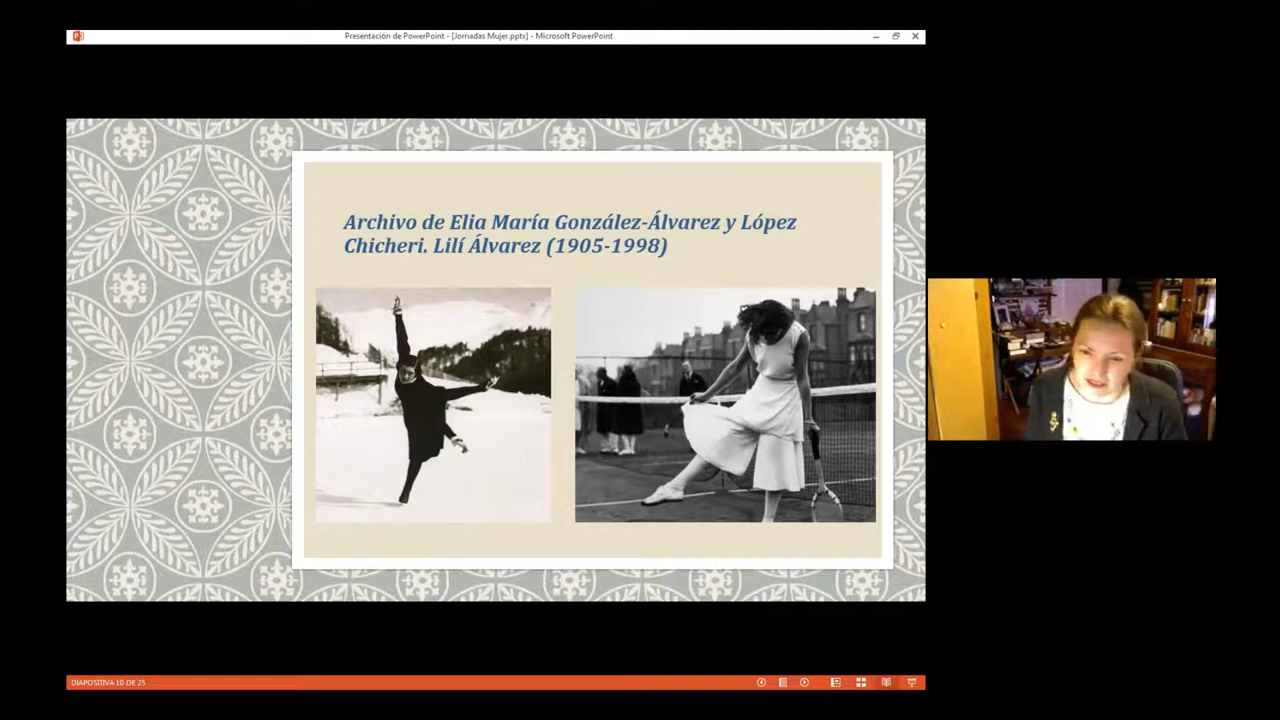 Presentación de PowerPoint - [Jornadas Mujer.pptx] - Microsoft PowerPoint
Archivo de Elia María González-Álvarez y López
Chicheri. Lilí Álvarez (1905-1998)
DIAPOSITIVA 10 DE 25